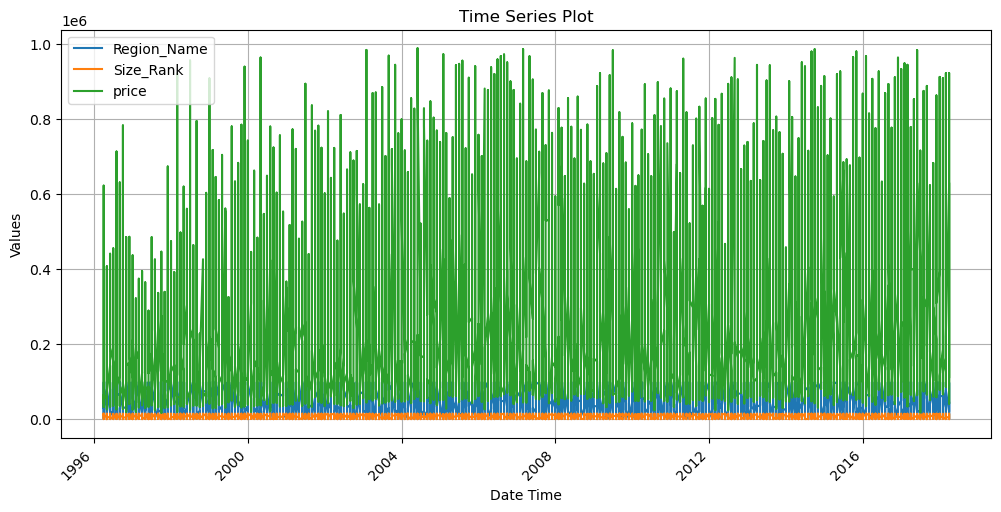 Time Series Plot
1e6
Region_Name
Size_Rank
price
1.0
0.8
0.6
0.4
0.2
0.0
Values
1996
2000
2004
2008
2012
2016
Date Time